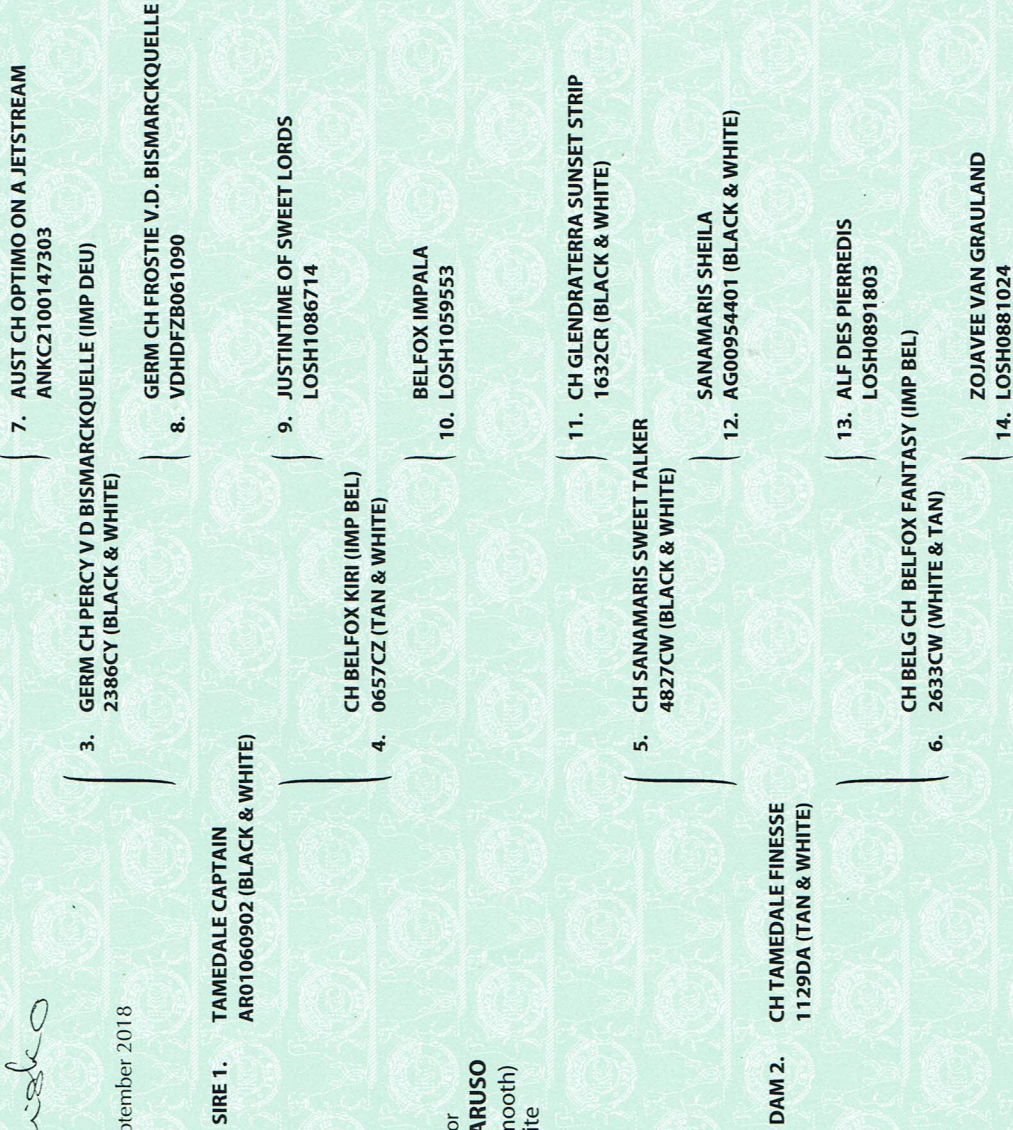 7. AUST CH OPTIMO ON A JETSTREAM
ANKC2100147303
3. GERM CH PERCY V D BISMARCKQUELHLE (IMP DEU)
2386CY (BLACK & WHITE)
GERM CH FROSTIE V.D. BISMARCKQUELLE
8. VDHDFZB061090
ptember 2018
SIRE 1. TAMEDALE CAPTAIN
AR01060902 (BLACK & WHITE)
9. JUSTINTIME OF SWEET LORDS
LOSH1086714
CH BELFOX KIRI (IMP BEL)
4. 0657CZ (TAN & WHITE)
BELFOX IMPALA
10. LOSH1059553
or
ARUSO
mooth)
ite
11. CH GLENDRATERRA SUNSET STRIP
1632CR (BLACK & WHITE)
5. CH SANAMARIS SWEET TALKER
4827CW (BLACK & WHITE)
SANAMARIS SHEILA
12. AG00954401 (BLACK & WHITE)
DAM 2. CH TAMEDALE FINESSE
1129DA (TAN & WHITE)
13. ALF DES PIERREDIS
LOSH0891803
CH BELG CH BELFOX FANTASY (IMP BEL)
6. 2633CW (WHITE & TAN)
ZOJAVEE VAN GRAULAND
14. LOSH0881024